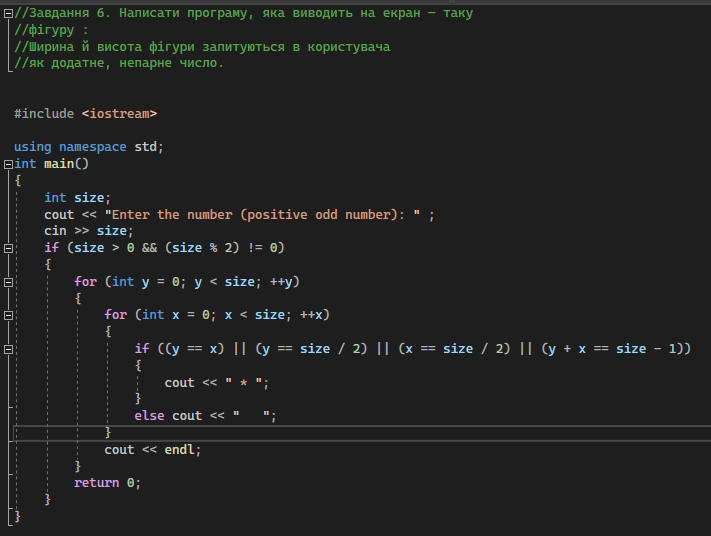 //Завдання 6. Написати програму, яка виводить на екран — таку
//фігуру :
//Ширина й висота фігури запитуються в користувача
//як додатне, непарне число.
#include <iostream>
using namespace std;
int main()
{
    int size;
    cout << "Enter the number (positive odd number): " ;
    cin >> size;
    if (size > 0 && (size % 2) != 0)
    {
        for (int y = 0; y < size; ++y)
        {
            for (int x = 0; x < size; ++x)
            {
                if ((y == x) || (y == size / 2) || (x == size / 2) || (y + x == size - 1))
                {
                    cout << " * ";
                }
                else cout << "   ";
            }
            cout << endl;
        }
        return 0;
    }
}